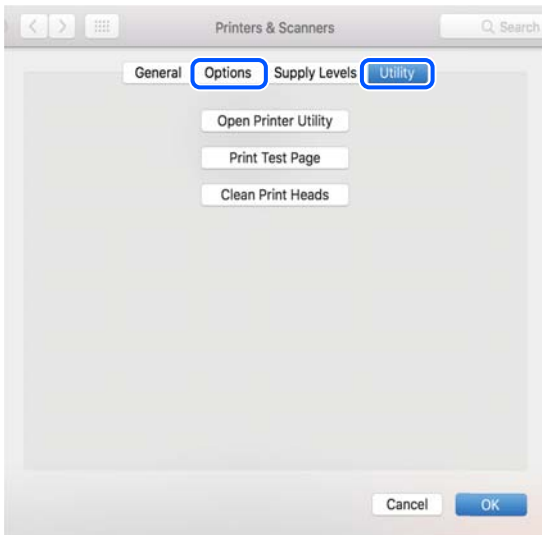 Printers & Scanners Search
General Options Supply Levels Utility
Open Printer Utility
Print Test Page
Clean Print Heads
Cancel OK